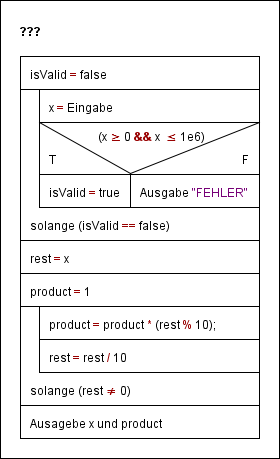 ???
isValid = false
x = Eingabe
(x ≥ 0 && x ≤ 1e6)
T F
isValid = true Ausgabe "FEHLER"
solange (isValid == false)
rest = x
product = 1
product = product * (rest % 10);
rest = rest / 10
solange (rest ≠ 0)
Ausagebe x und product